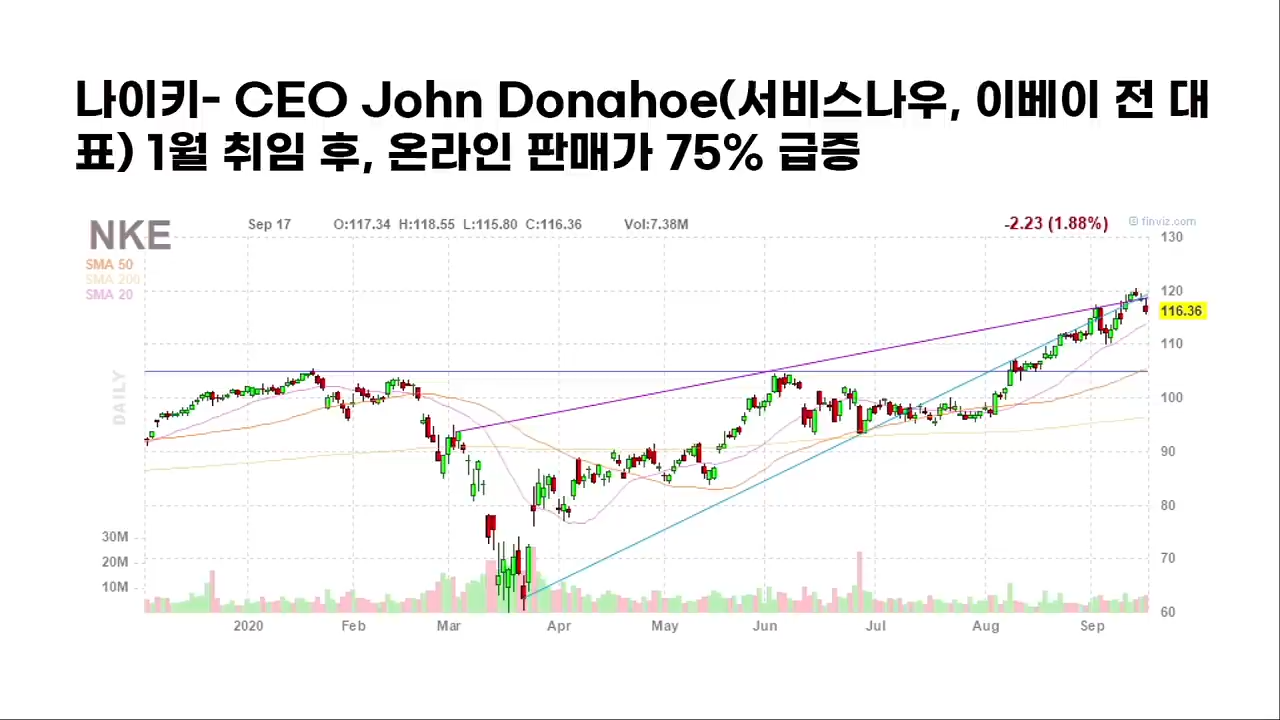 나이키- CEO John Donahoe(서비스나우, 이베이 전 대
표) 1월 취임 후, 온라인 판매가 75% 급증
NKE Sep 17 O:117.34 H:118.55 L:115.80 C:116.36 Vol:7.38M -2.23 (1.88%) © finviz.com
SMA 50
SMA 200
SMA 20
DAILY
130
120
116.36
110
100
90
80
70
60
30M
20M
10M
2020 Feb Mar Apr May Jun Jul Aug Sep